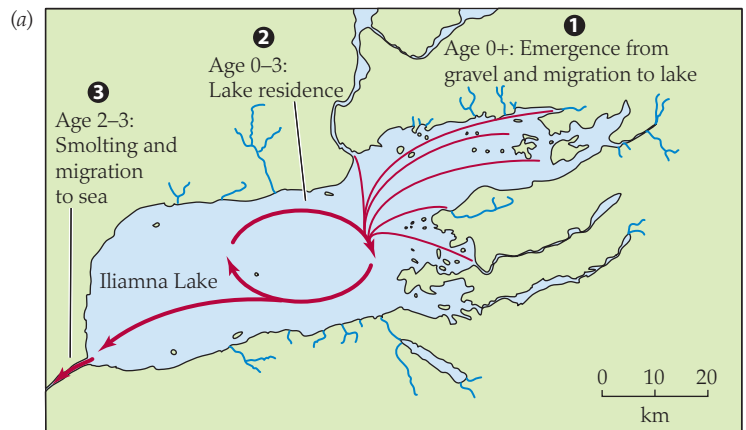 (a)
1
Age 0+: Emergence from
gravel and migration to lake
2
Age 0–3:
Lake residence
3
Age 2–3:
Smolting and
migration
to sea
Iliamna Lake
0 10 20
km